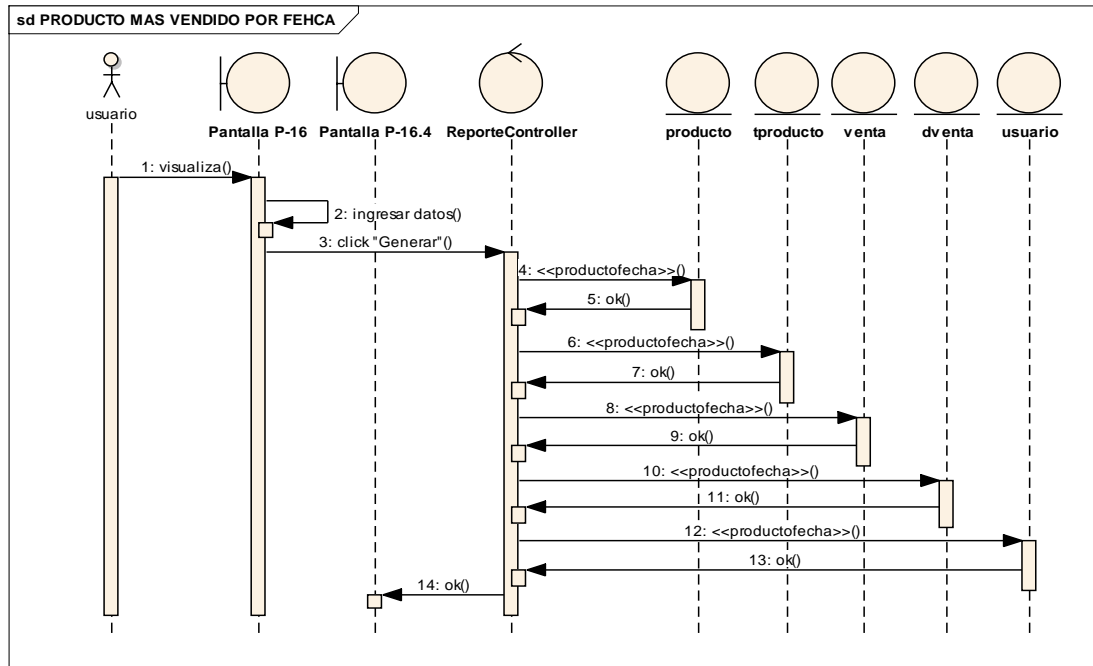 sd PRODUCTO MAS VENDIDO POR FEHCA
usuario
Pantalla P-16
Pantalla P-16.4
ReporteController
producto
tproducto
venta
dventa
usuario
1: visualiza()
2: ingresar datos()
3: click "Generar"()
4: <<productofecha>>()
5: ok()
6: <<productofecha>>()
7: ok()
8: <<productofecha>>()
9: ok()
10: <<productofecha>>()
11: ok()
12: <<productofecha>>()
13: ok()
14: ok()